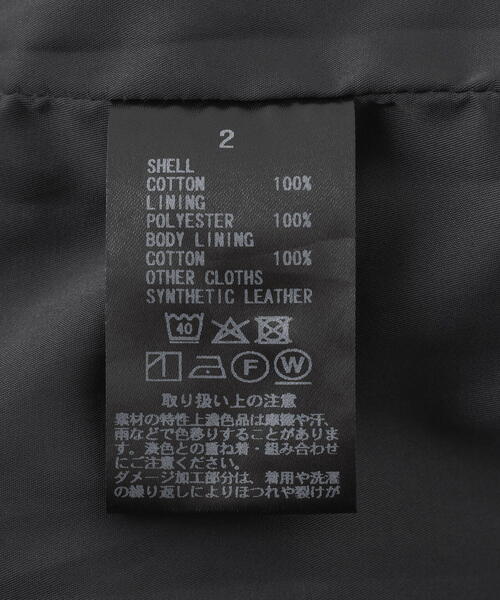 2
SHELL
COTTON 100%
LINING
POLYESTER 100%
BODY LINING
COTTON 100%
OTHER CLOTHS
SYNTHETIC LEATHER
40
F W
取り扱い上の注意
素材の特性上濃色品は摩擦や汗、
雨などで色移りすることがありま
す。淡色との重ね着・組み合わせ
にご注意ください。
ダメージ加工部分は、着用や洗濯
の繰り返しによりほつれや裂けが